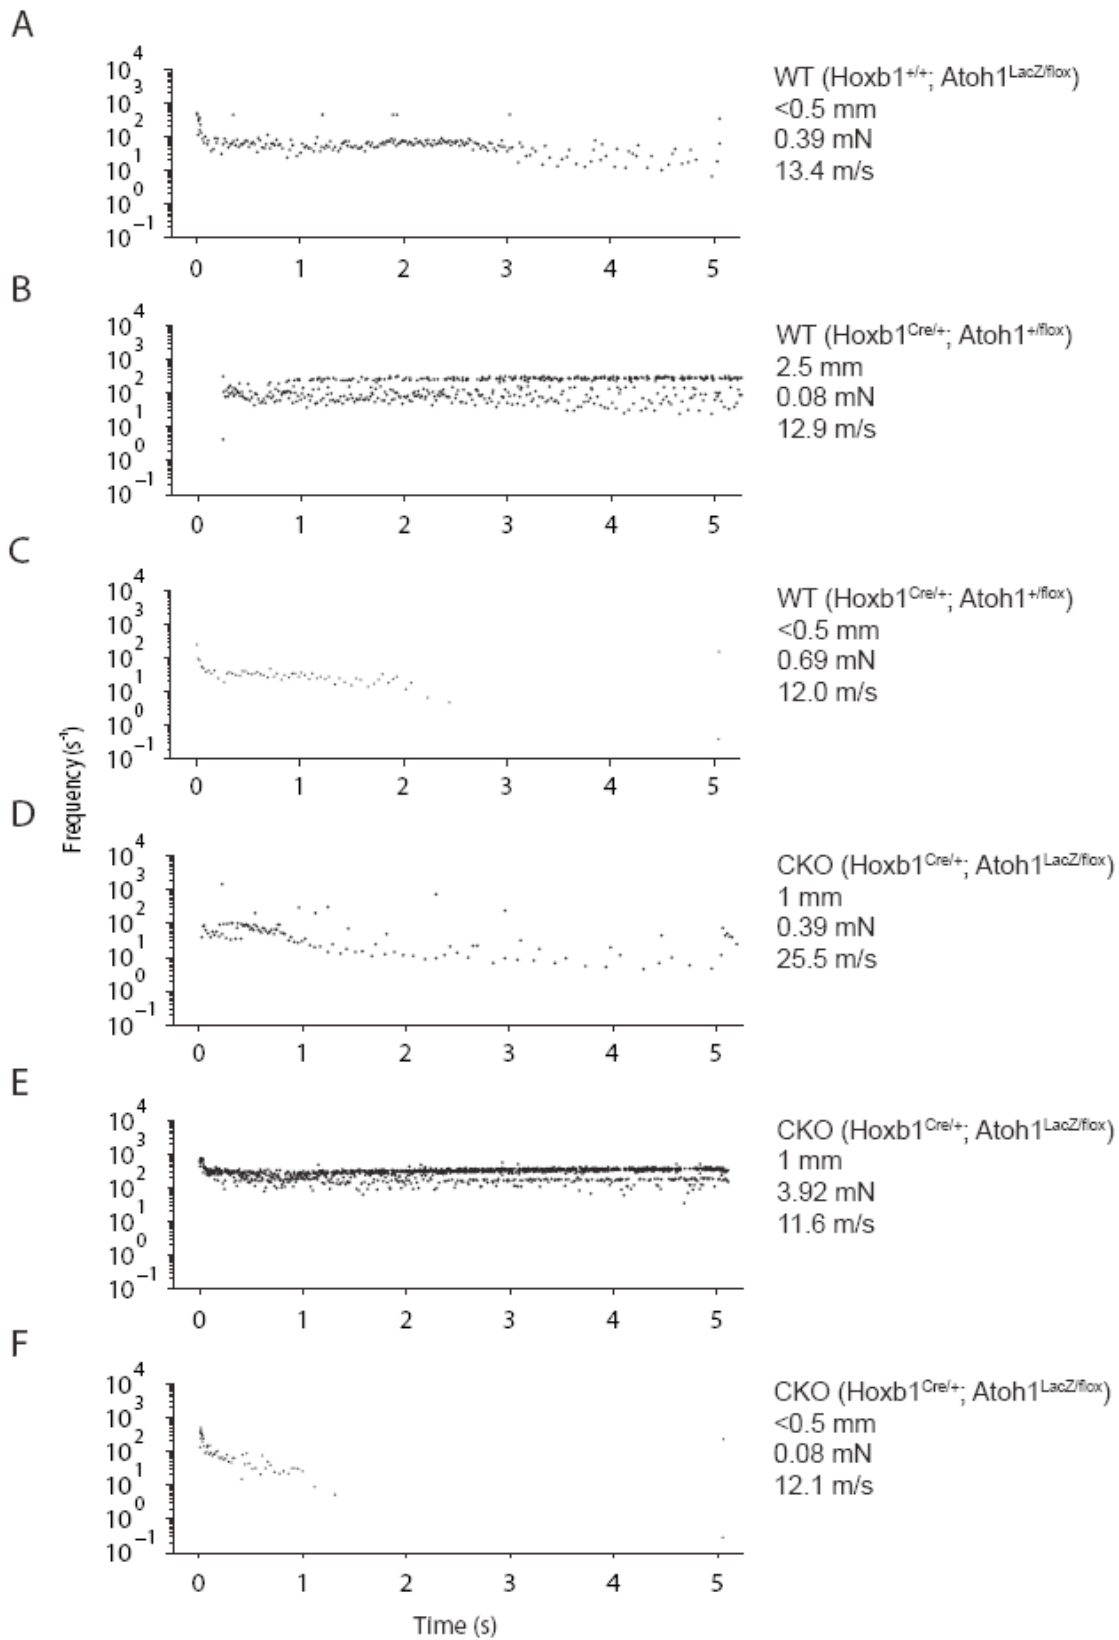 A
10^4
10^3
10^2
10^1
10^0
10^–1
0 1 2 3 4 5
WT (Hoxb1^+/+; Atoh1^LacZ/flox)
<0.5 mm
0.39 mN
13.4 m/s
B
10^4
10^3
10^2
10^1
10^0
10^–1
0 1 2 3 4 5
WT (Hoxb1^Cre/+; Atoh1^+/flox)
2.5 mm
0.08 mN
12.9 m/s
C
10^4
10^3
10^2
10^1
10^0
10^–1
0 1 2 3 4 5
WT (Hoxb1^Cre/+; Atoh1^+/flox)
<0.5 mm
0.69 mN
12.0 m/s
Frequency (s^-1)
D
10^4
10^3
10^2
10^1
10^0
10^–1
0 1 2 3 4 5
CKO (Hoxb1^Cre/+; Atoh1^LacZ/flox)
1 mm
0.39 mN
25.5 m/s
E
10^4
10^3
10^2
10^1
10^0
10^–1
0 1 2 3 4 5
CKO (Hoxb1^Cre/+; Atoh1^LacZ/flox)
1 mm
3.92 mN
11.6 m/s
F
10^4
10^3
10^2
10^1
10^0
10^–1
0 1 2 3 4 5
CKO (Hoxb1^Cre/+; Atoh1^LacZ/flox)
<0.5 mm
0.08 mN
12.1 m/s
Time (s)